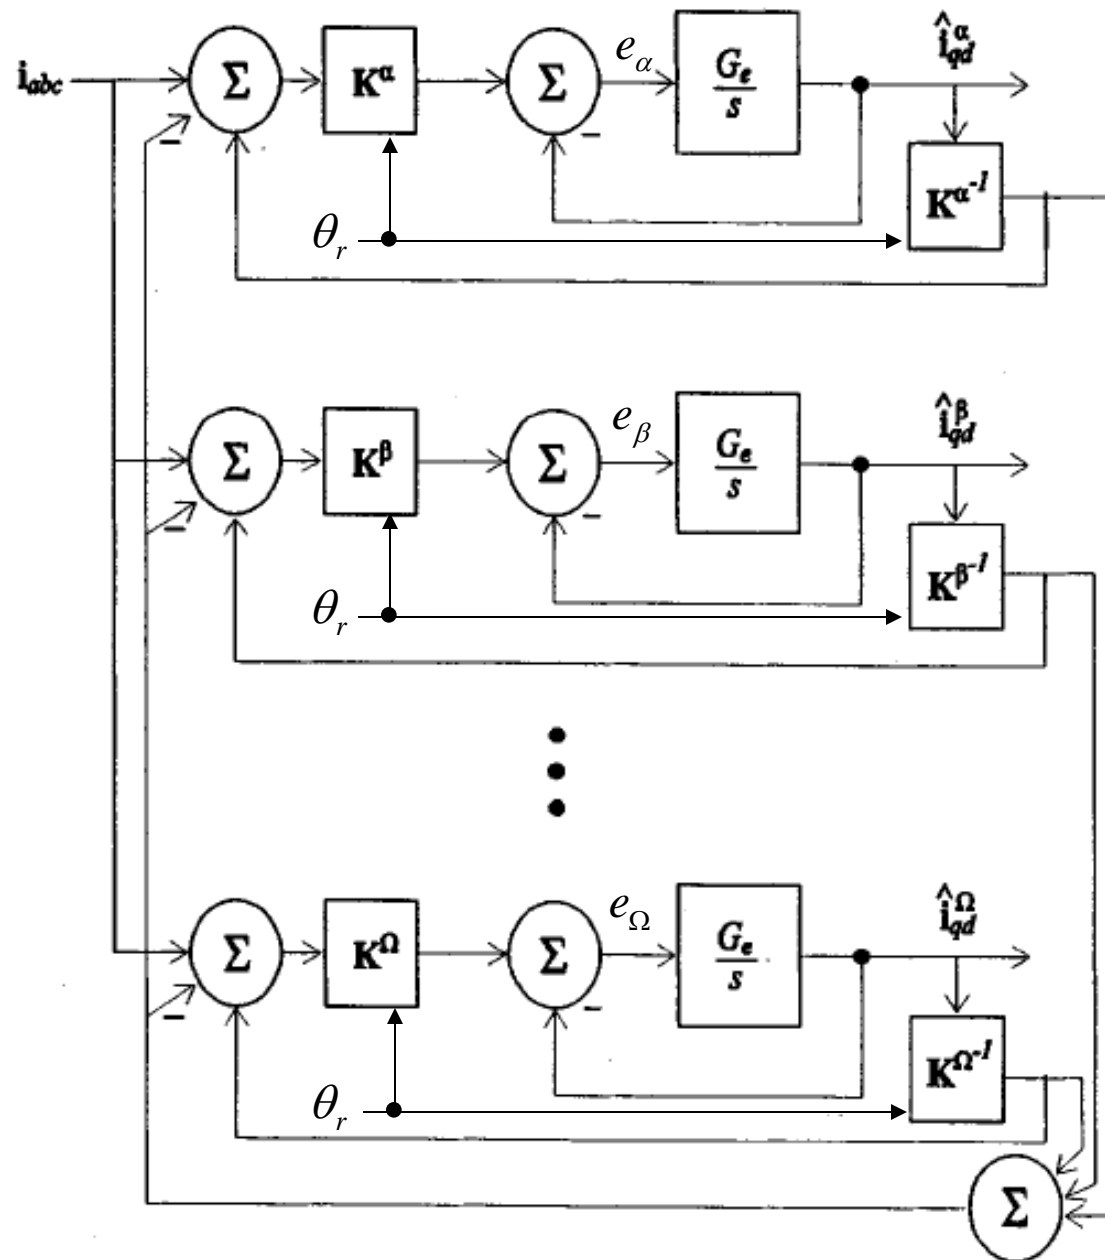 î_qd^α
e_α
i_abc Σ K^α Σ G_e/s
−
−
K^α^-1
θ_r
î_qd^β
e_β
Σ K^β Σ G_e/s
−
−
K^β^-1
θ_r
î_qd^Ω
e_Ω
Σ K^Ω Σ G_e/s
−
−
K^Ω^-1
θ_r
Σ